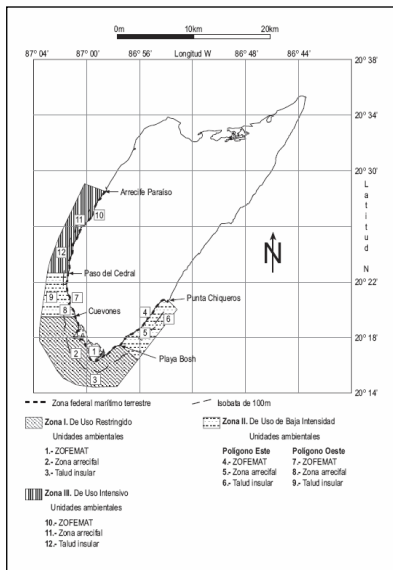 0m 10km 20km
87° 04' 87° 00' 86° 56' Longitud W 86° 48' 86° 44'
20° 38'
20° 34'
20° 30'
Latitud N
20° 22'
20° 18'
20° 14'
N
Arrecife Paraíso
10
11
12
Paso del Cedral
9 7
8 Cuevones
Punta Chiqueros
4
6
5
1
2
Playa Bosh
3
Zona federal marítimo terrestre Isobata de 100m
Zona I. De Uso Restringido
Unidades ambientales
1.- ZOFEMAT
2.- Zona arrecifal
3.- Talud insular
Zona II. De Uso de Baja Intensidad
Unidades ambientales
Polígono Este Polígono Oeste
4.- ZOFEMAT 7.- ZOFEMAT
5.- Zona arrecifal 8.- Zona arrecifal
6.- Talud insular 9.- Talud insular
Zona III. De Uso Intensivo
Unidades ambientales
10.- ZOFEMAT
11.- Zona arrecifal
12.- Talud insular